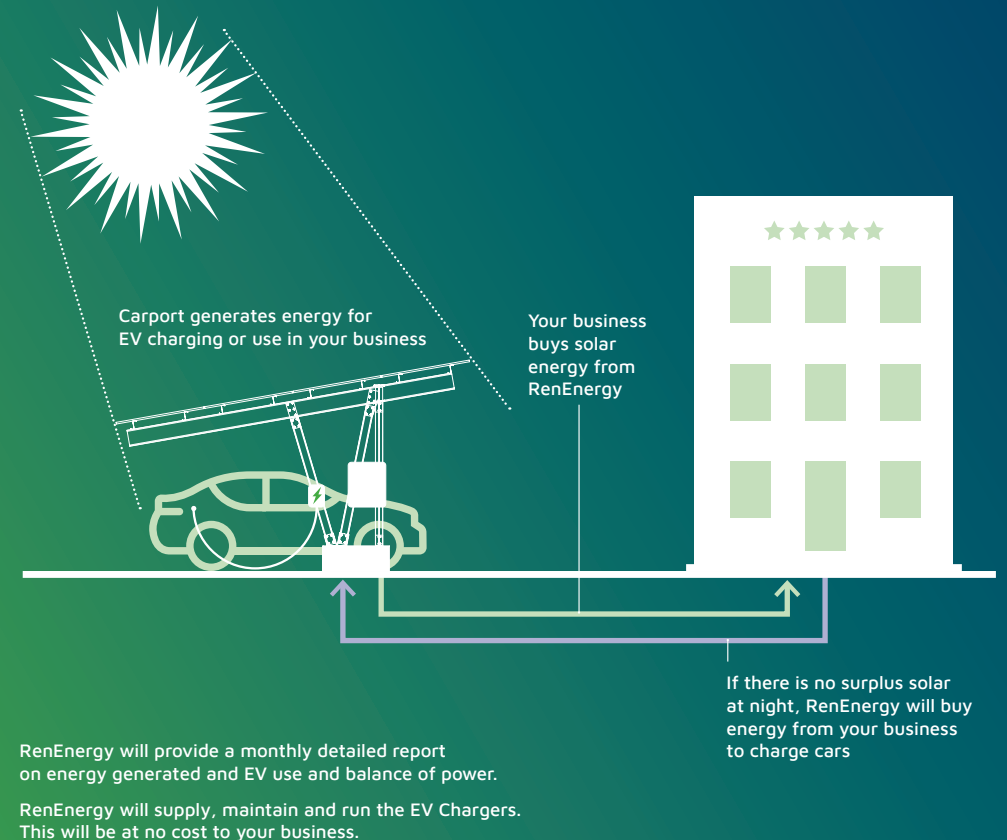 Carport generates energy for
EV charging or use in your business
Your business
buys solar
energy from
RenEnergy
If there is no surplus solar
at night, RenEnergy will buy
energy from your business
to charge cars
RenEnergy will provide a monthly detailed report
on energy generated and EV use and balance of power.
RenEnergy will supply, maintain and run the EV Chargers.
This will be at no cost to your business.